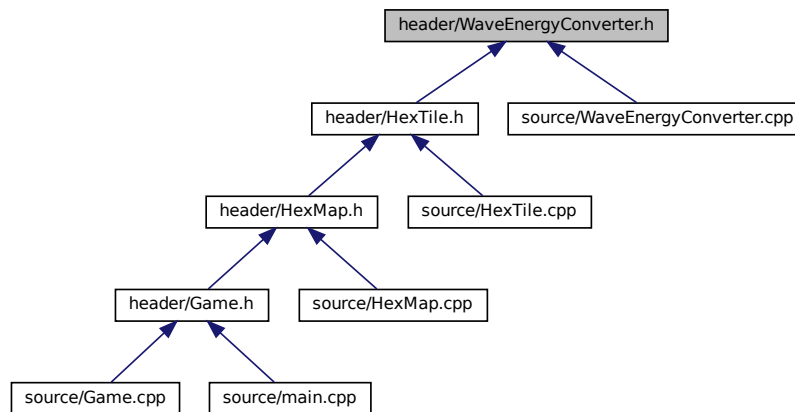 header/WaveEnergyConverter.h
header/HexTile.h
source/WaveEnergyConverter.cpp
header/HexMap.h
source/HexTile.cpp
header/Game.h
source/HexMap.cpp
source/Game.cpp
source/main.cpp